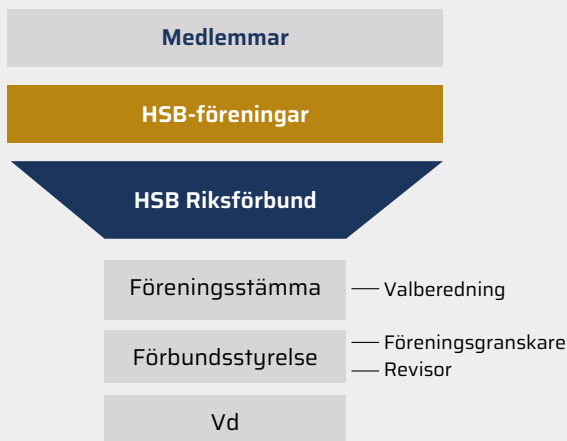 Medlemmar
HSB-föreningar
HSB Riksförbund
Föreningsstämma
Valberedning
Förbundsstyrelse
Föreningsgranskare
Revisor
Vd